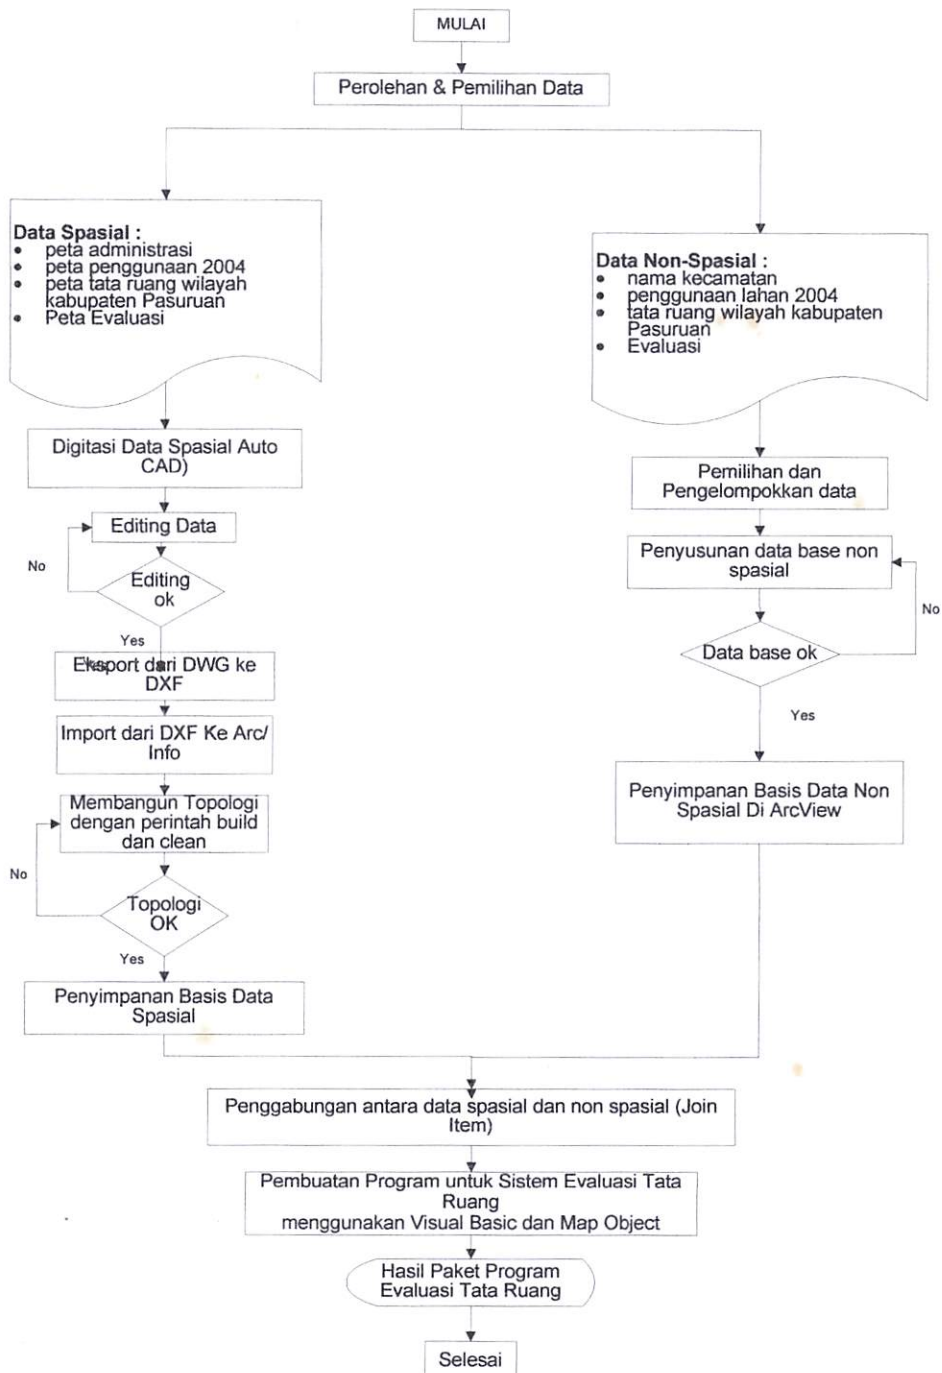 MULAI
Perolehan & Pemilihan Data
Data Spasial :
• peta administrasi
• peta penggunaan 2004
• peta tata ruang wilayah
kabupaten Pasuruan
• Peta Evaluasi
Digitasi Data Spasial Auto
CAD)
Editing Data
No
Editing
ok
Yes
Yes
Eksport dari DWG ke
DXF
Import dari DXF Ke Arc/
Info
Membangun Topologi
dengan perintah build
dan clean
No
Topologi
OK
Yes
Penyimpanan Basis Data
Spasial
Data Non-Spasial :
• nama kecamatan
• penggunaan lahan 2004
• tata ruang wilayah kabupaten
Pasuruan
• Evaluasi
Pemilihan dan
Pengelompokkan data
Penyusunan data base non
spasial
No
Data base ok
Yes
Penyimpanan Basis Data Non
Spasial Di ArcView
Penggabungan antara data spasial dan non spasial (Join
Item)
Pembuatan Program untuk Sistem Evaluasi Tata
Ruang
menggunakan Visual Basic dan Map Object
Hasil Paket Program
Evaluasi Tata Ruang
Selesai